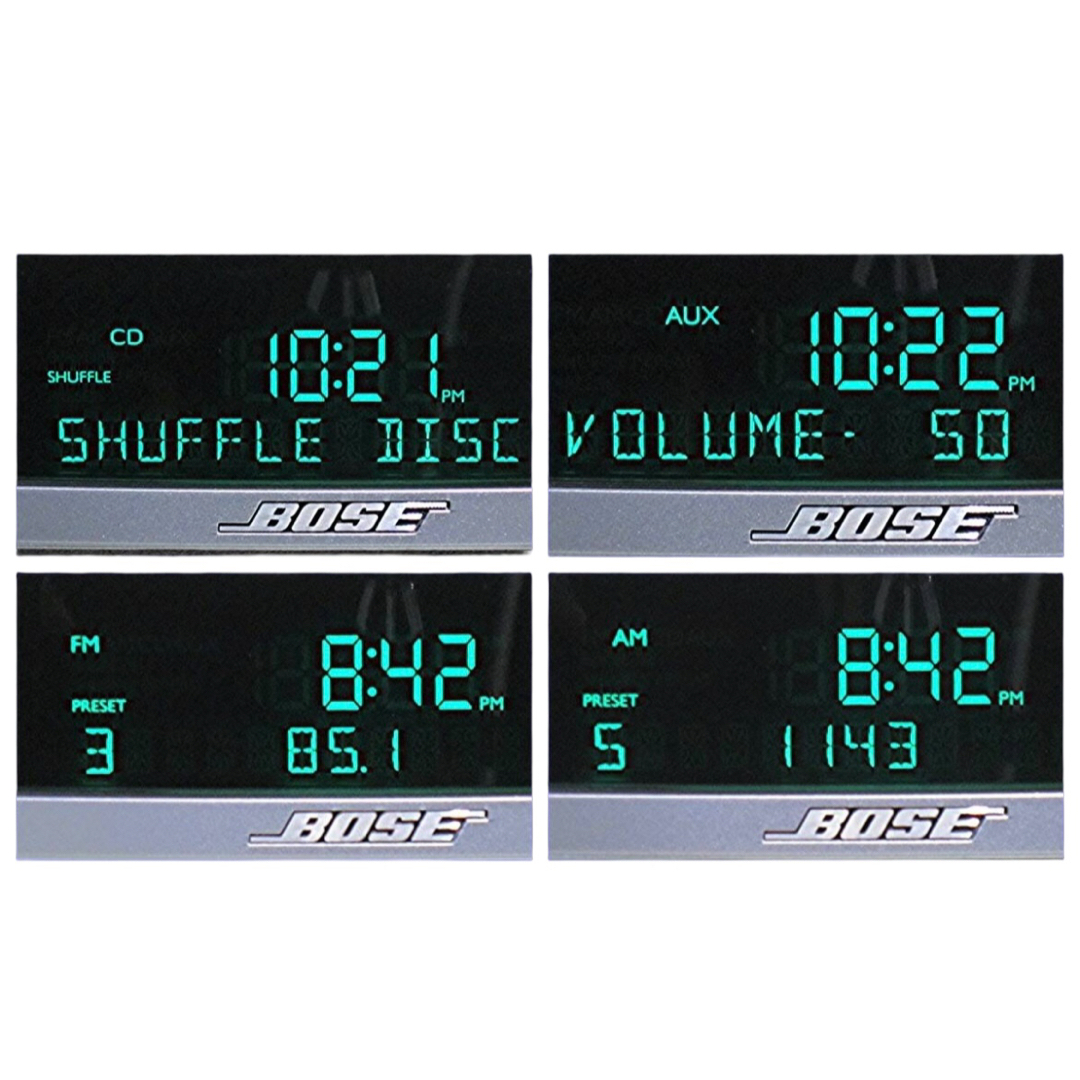 CD
10:21 PM
SHUFFLE
SHUFFLE DISC
BOSE
AUX
10:22 PM
VOLUME- 50
BOSE
FM
8:42 PM
PRESET
3 85.1
BOSE
AM
8:42 PM
PRESET
5 1143
BOSE